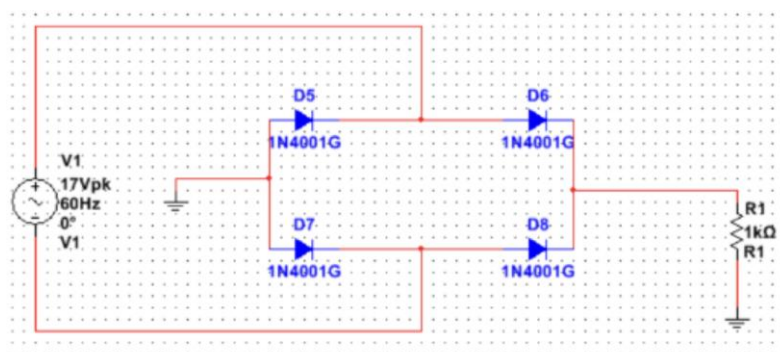 D5
1N4001G
D6
1N4001G
V1
17Vpk
60Hz
0°
V1
D7
1N4001G
D8
1N4001G
R1
1kΩ
R1